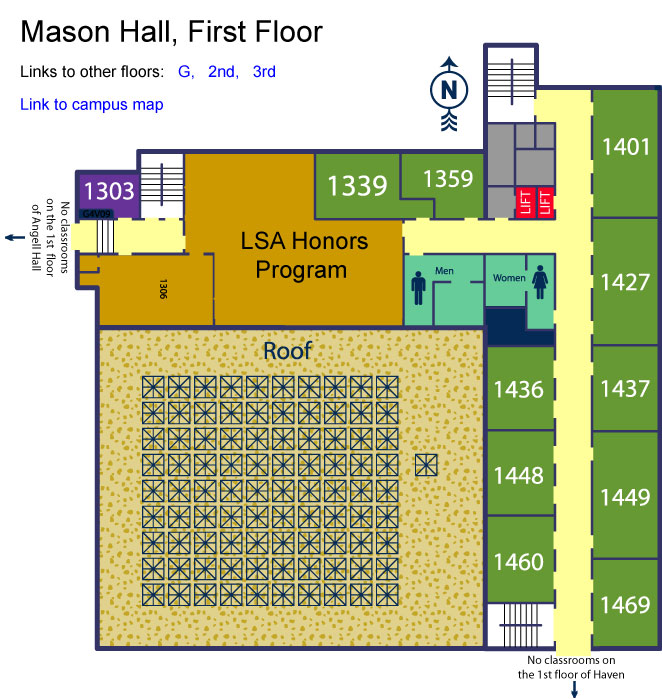 Mason Hall, First Floor
Links to other floors: G, 2nd, 3rd
Link to campus map
N
1401
1303
1339
1359
G4V09
LIFT
LIFT
No classrooms
on the 1st floor
of Angell Hall
LSA Honors
Program
Men
Women
1427
1306
Roof
1436
1437
1448
1449
1460
1469
No classrooms on
the 1st floor of Haven